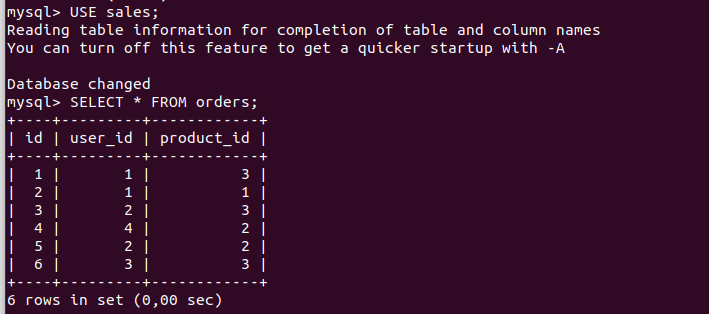 mysql> USE sales;
Reading table information for completion of table and column names
You can turn off this feature to get a quicker startup with -A

Database changed
mysql> SELECT * FROM orders;
+----+---------+------------+
| id | user_id | product_id |
+----+---------+------------+
|  1 |       1 |          3 |
|  2 |       1 |          1 |
|  3 |       2 |          3 |
|  4 |       4 |          2 |
|  5 |       2 |          2 |
|  6 |       3 |          3 |
+----+---------+------------+
6 rows in set (0,00 sec)